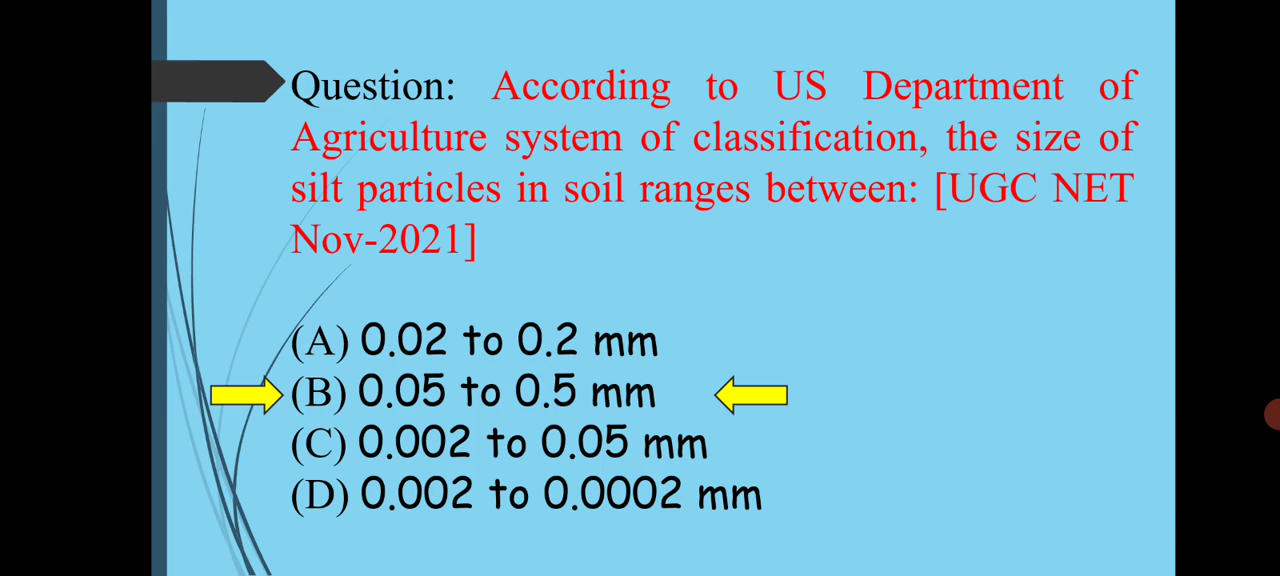 Question: According to US Department of
Agriculture system of classification, the size of
silt particles in soil ranges between: [UGC NET
Nov-2021]
(A) 0.02 to 0.2 mm
(B) 0.05 to 0.5 mm
(C) 0.002 to 0.05 mm
(D) 0.002 to 0.0002 mm